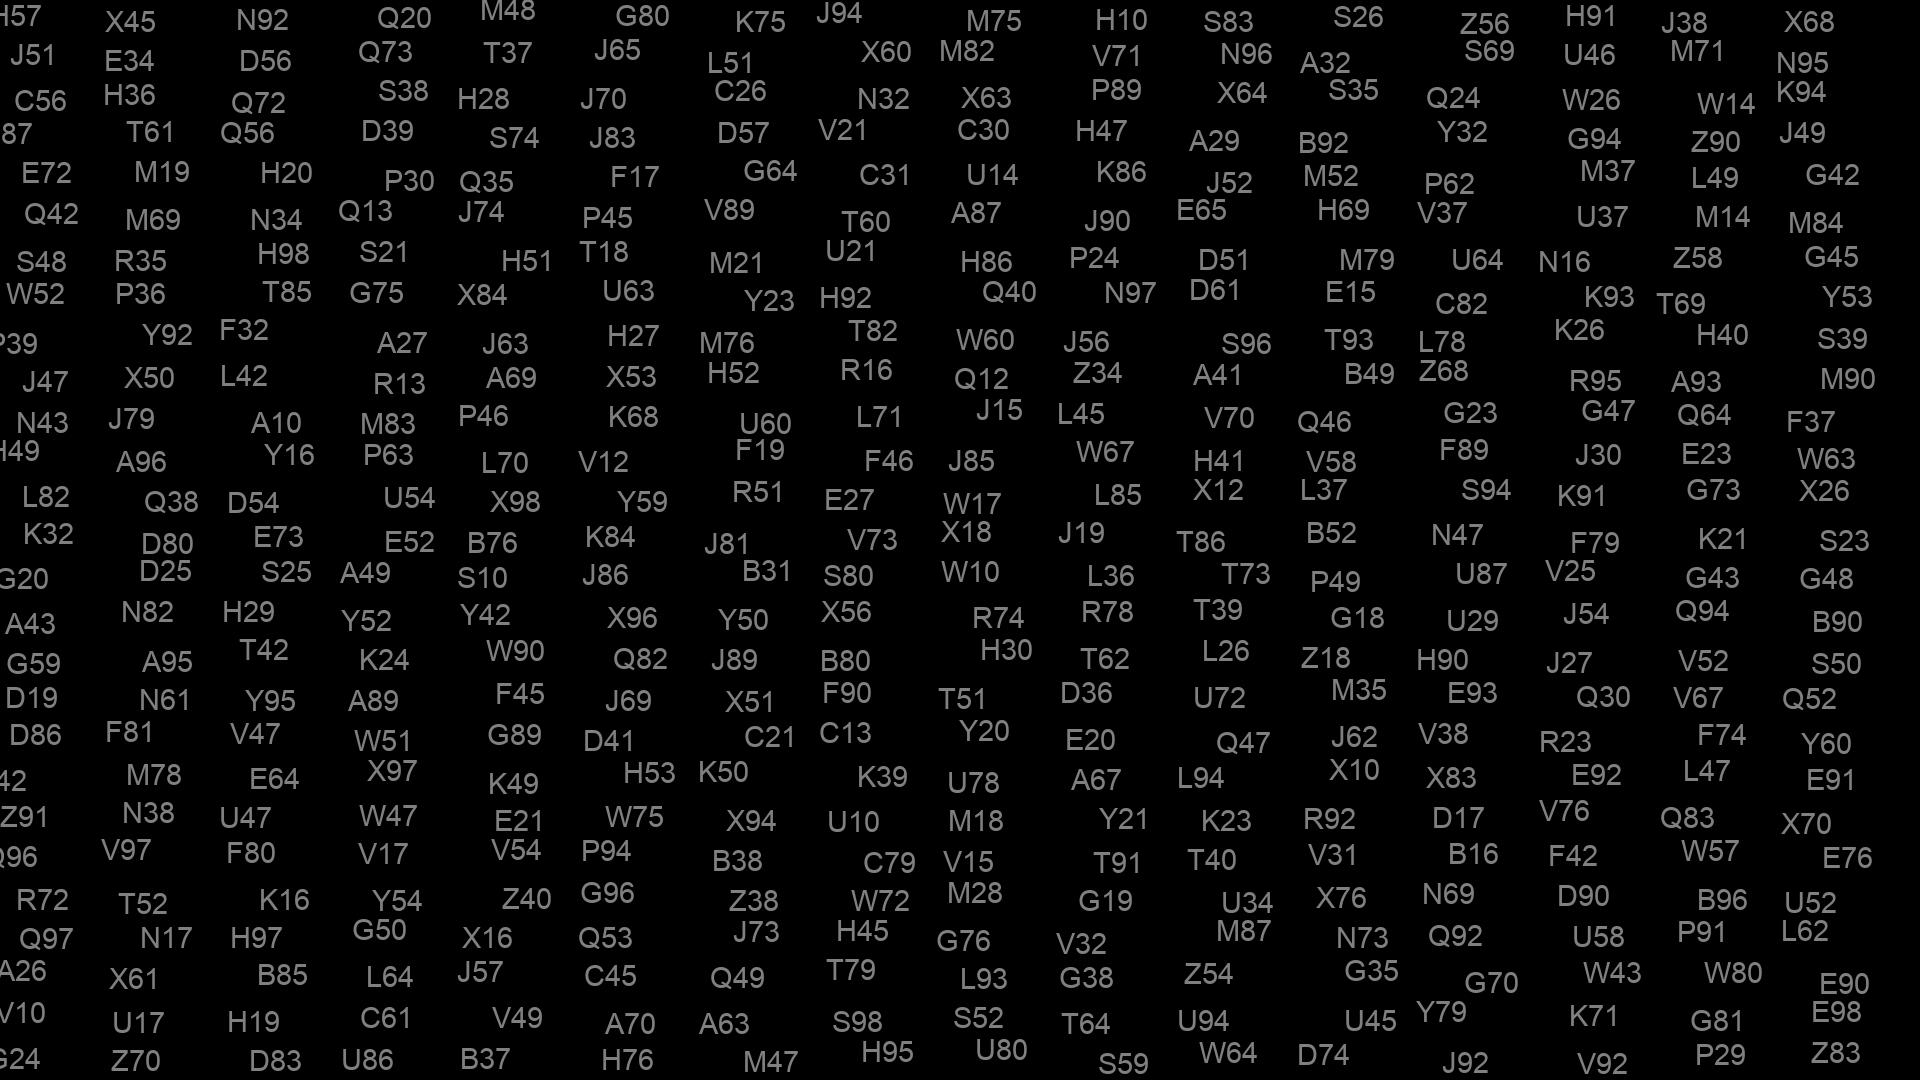 H57 X45 N92 Q20 M48 G80 K75 J94 M75 H10 S83 S26 Z56 H91 J38 X68
J51 E34 D56 Q73 T37 J65 L51 X60 M82 V71 N96 A32 S69 U46 M71 N95
C56 H36 Q72 S38 H28 J70 C26 N32 X63 P89 X64 S35 Q24 W26 W14 K94
87 T61 Q56 D39 S74 J83 D57 V21 C30 H47 A29 B92 Y32 G94 Z90 J49
E72 M19 H20 P30 Q35 F17 G64 C31 U14 K86 J52 M52 P62 M37 L49 G42
Q42 M69 N34 Q13 J74 P45 V89 T60 A87 J90 E65 H69 V37 U37 M14 M84
S48 R35 H98 S21 H51 T18 M21 U21 H86 P24 D51 M79 U64 N16 Z58 G45
W52 P36 T85 G75 X84 U63 Y23 H92 Q40 N97 D61 E15 C82 K93 T69 Y53
P39 Y92 F32 A27 J63 H27 M76 T82 W60 J56 S96 T93 L78 K26 H40 S39
J47 X50 L42 R13 A69 X53 H52 R16 Q12 Z34 A41 B49 Z68 R95 A93 M90
N43 J79 A10 M83 P46 K68 U60 L71 J15 L45 V70 Q46 G23 G47 Q64 F37
H49 A96 Y16 P63 L70 V12 F19 F46 J85 W67 H41 V58 F89 J30 E23 W63
L82 Q38 D54 U54 X98 Y59 R51 E27 W17 L85 X12 L37 S94 K91 G73 X26
K32 D80 E73 E52 B76 K84 J81 V73 X18 J19 T86 B52 N47 F79 K21 S23
G20 D25 S25 A49 S10 J86 B31 S80 W10 L36 T73 P49 U87 V25 G43 G48
A43 N82 H29 Y52 Y42 X96 Y50 X56 R74 R78 T39 G18 U29 J54 Q94 B90
G59 A95 T42 K24 W90 Q82 J89 B80 H30 T62 L26 Z18 H90 J27 V52 S50
D19 N61 Y95 A89 F45 J69 X51 F90 T51 D36 U72 M35 E93 Q30 V67 Q52
D86 F81 V47 W51 G89 D41 C21 C13 Y20 E20 Q47 J62 V38 R23 F74 Y60
42 M78 E64 X97 K49 H53 K50 K39 U78 A67 L94 X10 X83 E92 L47 E91
Z91 N38 U47 W47 E21 W75 X94 U10 M18 Y21 K23 R92 D17 V76 Q83 X70
Q96 V97 F80 V17 V54 P94 B38 C79 V15 T91 T40 V31 B16 F42 W57 E76
R72 T52 K16 Y54 Z40 G96 Z38 W72 M28 G19 U34 X76 N69 D90 B96 U52
Q97 N17 H97 G50 X16 Q53 J73 H45 G76 V32 M87 N73 Q92 U58 P91 L62
A26 X61 B85 L64 J57 C45 Q49 T79 L93 G38 Z54 G35 G70 W43 W80 E90
V10 U17 H19 C61 V49 A70 A63 S98 S52 T64 U94 U45 Y79 K71 G81 E98
G24 Z70 D83 U86 B37 H76 M47 H95 U80 S59 W64 D74 J92 V92 P29 Z83